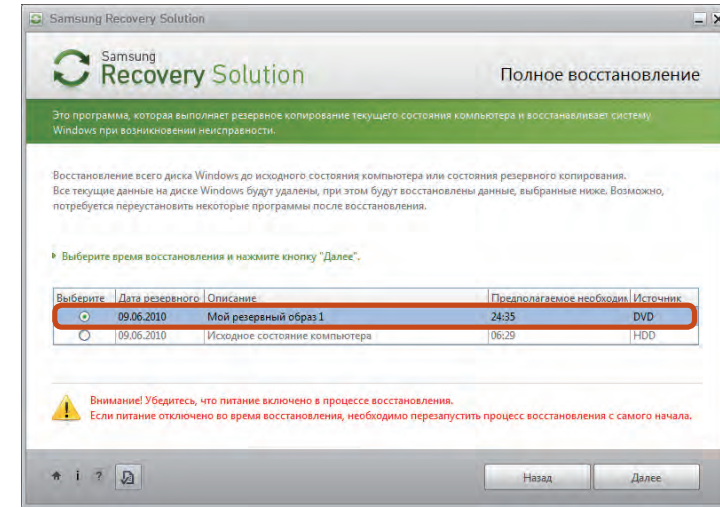 Samsung Recovery Solution
Samsung
Recovery Solution
Полное восстановление
Это программа, которая выполняет резервное копирование текущего состояния компьютера и восстанавливает систему
Windows при возникновении неисправности.
Восстановление всего диска Windows до исходного состояния компьютера или состояния резервного копирования.
Все текущие данные на диске Windows будут удалены, при этом будут восстановлены данные, выбранные ниже. Возможно,
потребуется переустановить некоторые программы после восстановления.
Выберите время восстановления и нажмите кнопку "Далее".
Выберите Дата резервного Описание Предполагаемое необходим Источник
09.06.2010 Мой резервный образ 1 24:35 DVD
09.06.2010 Исходное состояние компьютера 06:29 HDD
Внимание! Убедитесь, что питание включено в процессе восстановления.
Если питание отключено во время восстановления, необходимо перезапустить процесс восстановления с самого начала.
i ? Назад Далее